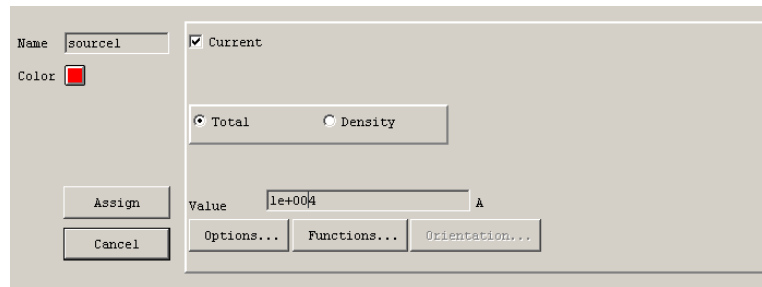 Name source1 Current
Color
Total Density
Assign Value 1e+004 A
Cancel Options... Functions... Orientation...